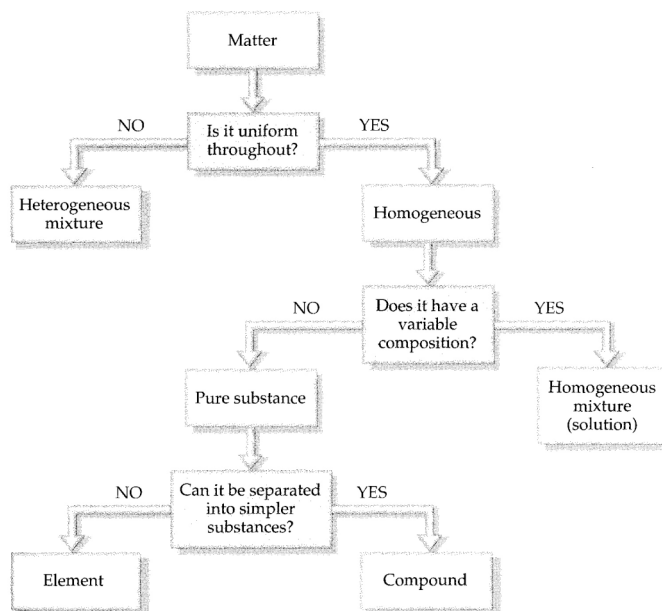 Matter
NO
Is it uniform
throughout?
YES
Heterogeneous
mixture
Homogeneous
NO
Does it have a
variable
composition?
YES
Pure substance
Homogeneous
mixture
(solution)
NO
Can it be separated
into simpler
substances?
YES
Element
Compound